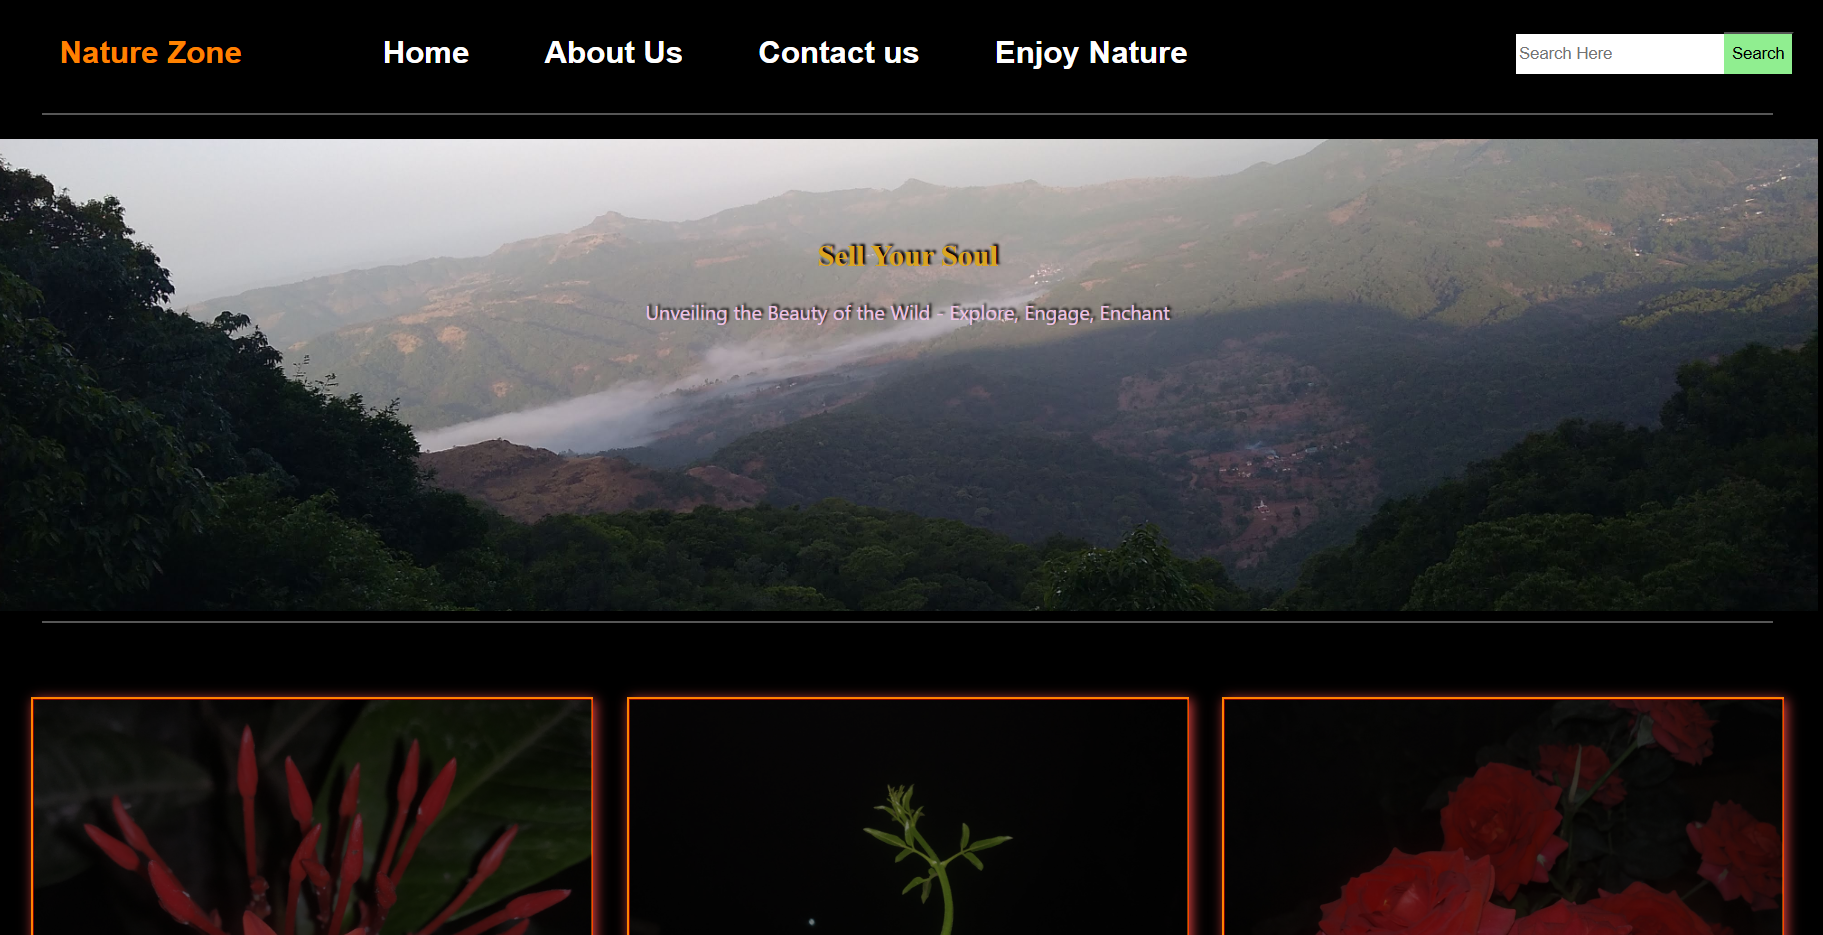 Nature Zone
Home
About Us
Contact us
Enjoy Nature
Search Here
Search
Sell Your Soul
Unveiling the Beauty of the Wild - Explore, Engage, Enchant